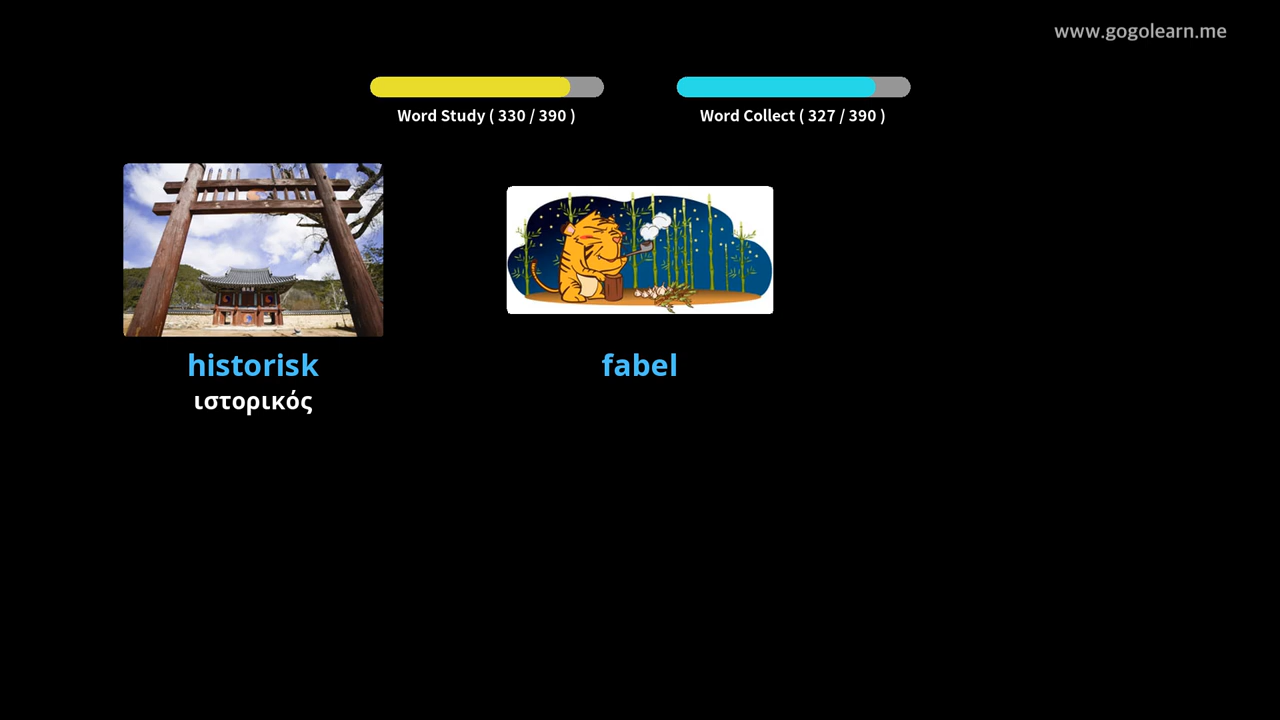 www.gogolearn.me
Word Study ( 330 / 390 )
Word Collect ( 327 / 390 )
historisk
ιστορικός
fabel